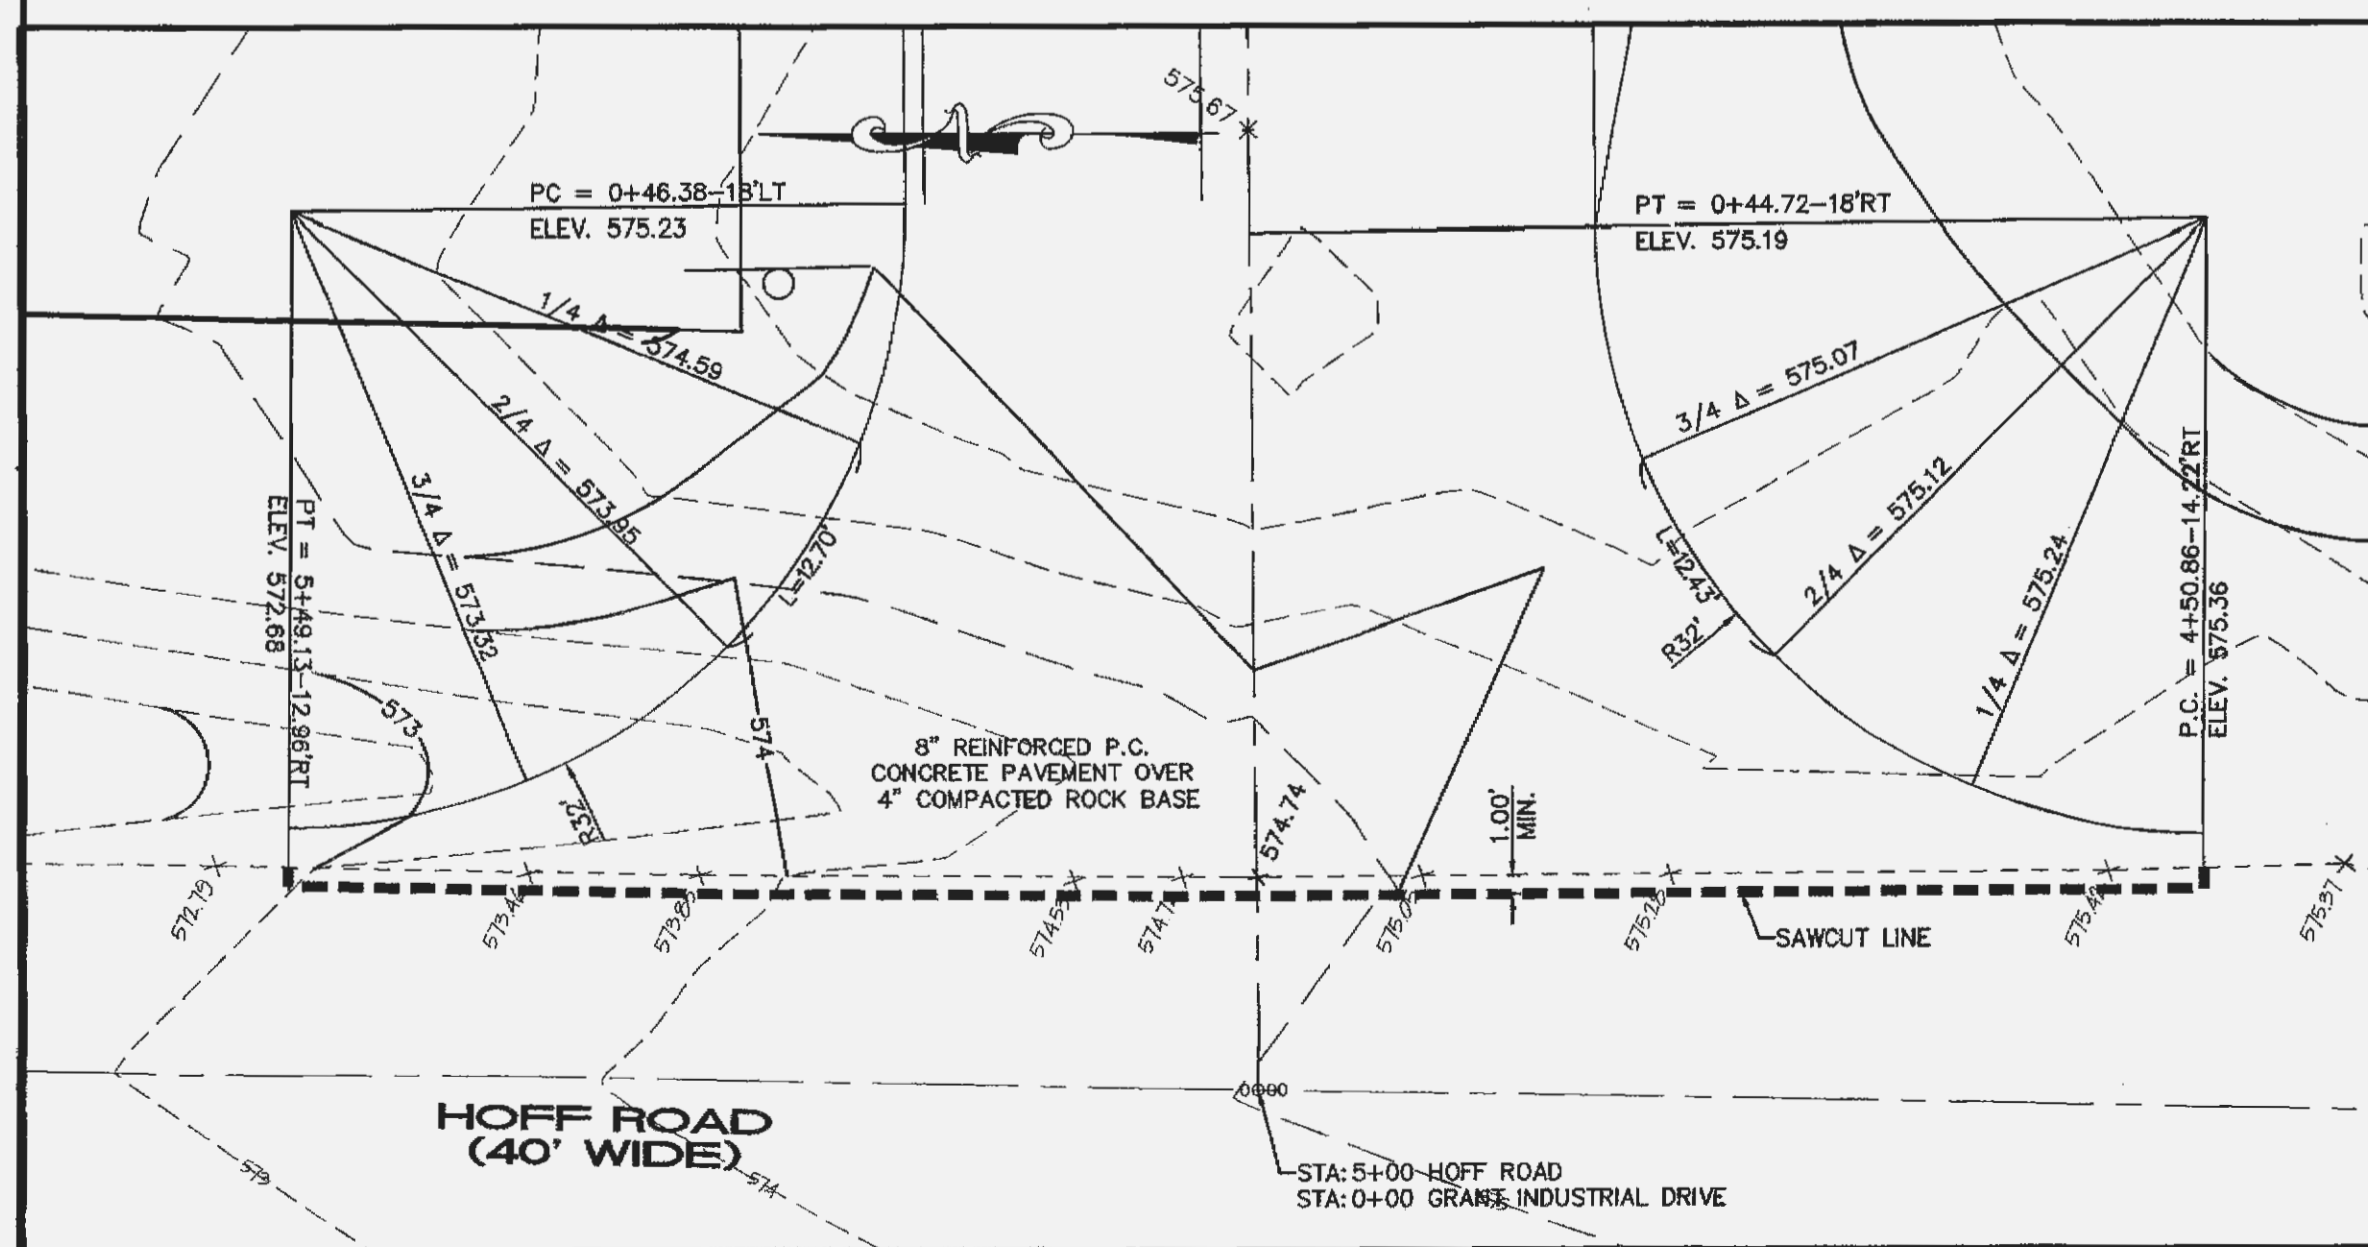 575.67
PC = 0+46.38-18'LT
ELEV. 575.23
PT = 0+44.72-18'RT
ELEV. 575.19
1/4 Δ = 574.59
2/4 Δ = 573.95
3/4 Δ = 573.32
PT = 5+49.13-12.96'RT
ELEV. 572.68
L=12.70'
R32'
3/4 Δ = 575.07
2/4 Δ = 575.12
1/4 Δ = 575.24
L=12.43'
R32'
P.C. = 4+50.86-14.22'RT
ELEV. 575.36
573
574
8" REINFORCED P.C.
CONCRETE PAVEMENT OVER
4" COMPACTED ROCK BASE
574.74
1.00'
MIN.
572.79
575.37
SAWCUT LINE
HOFF ROAD
(40' WIDE)
573
574
STA: 5+00 HOFF ROAD
STA: 0+00 GRANT INDUSTRIAL DRIVE